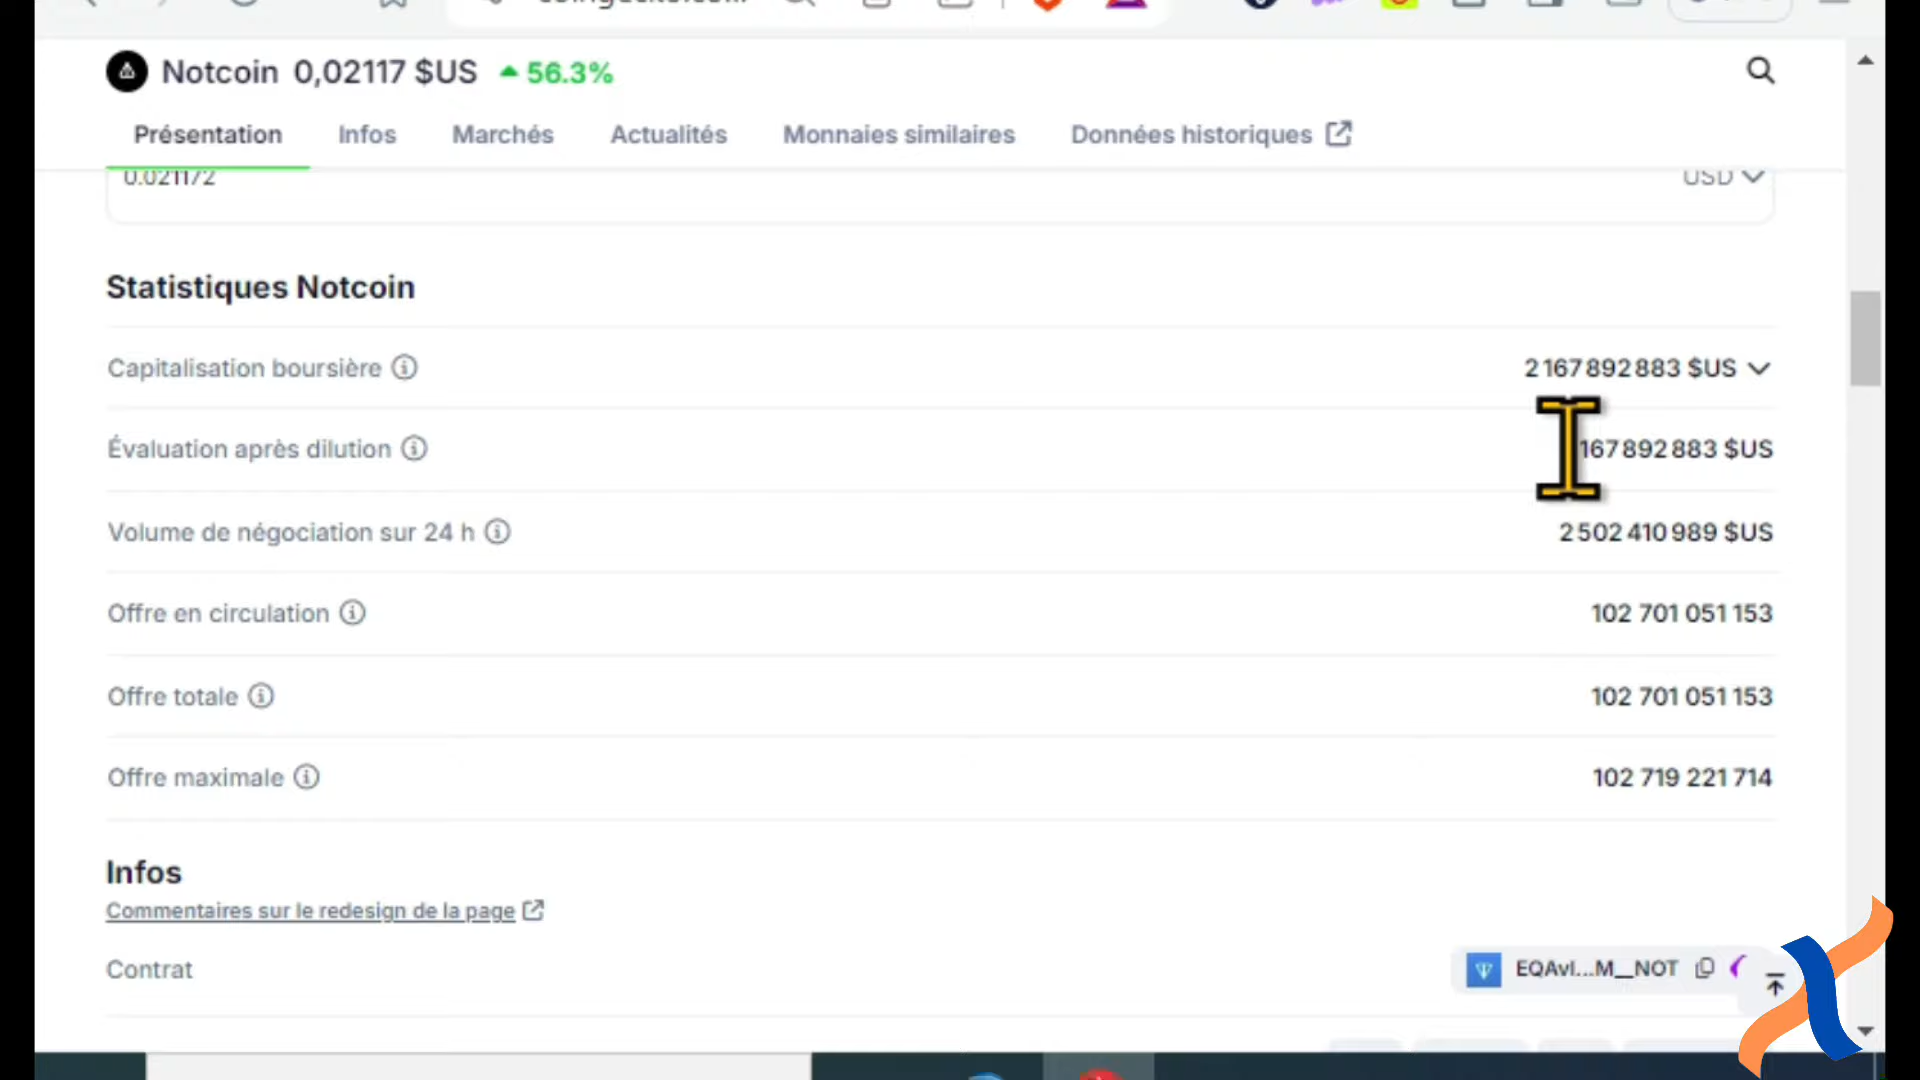 Notcoin 0,02117 $US 56.3%
Présentation Infos Marchés Actualités Monnaies similaires Données historiques
0.021172 USD
Statistiques Notcoin
Capitalisation boursière 2 167 892 883 $US
Évaluation après dilution 167 892 883 $US
Volume de négociation sur 24 h 2 502 410 989 $US
Offre en circulation 102 701 051 153
Offre totale 102 701 051 153
Offre maximale 102 719 221 714
Infos
Commentaires sur le redesign de la page
Contrat EQAvl...M__NOT